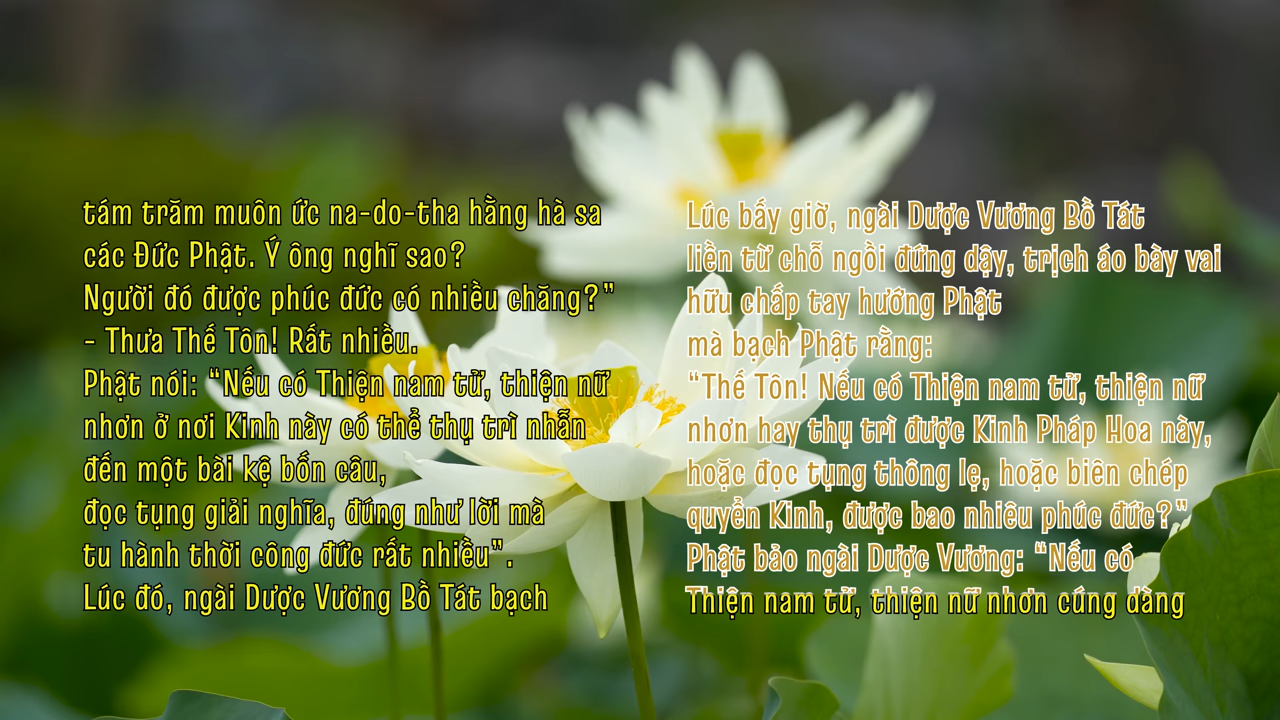 tám trăm muôn ức na-do-tha hằng hà sa
các Đức Phật. Ý ông nghĩ sao?
Người đó được phúc đức có nhiều chăng?”
- Thưa Thế Tôn! Rất nhiều.
Phật nói: “Nếu có Thiện nam tử, thiện nữ
nhơn ở nơi Kinh này có thể thụ trì nhẫn
đến một bài kệ bốn câu,
đọc tụng giải nghĩa, đúng như lời mà
tu hành thời công đức rất nhiều”.
Lúc đó, ngài Dược Vương Bồ Tát bạch
Lúc bấy giờ, ngài Dược Vương Bồ Tát
liền từ chỗ ngồi đứng dậy, trịch áo bày vai
hữu chấp tay hướng Phật
mà bạch Phật rằng:
“Thế Tôn! Nếu có Thiện nam tử, thiện nữ
nhơn hay thụ trì được Kinh Pháp Hoa này,
hoặc đọc tụng thông lẹ, hoặc biên chép
quyển Kinh, được bao nhiêu phúc đức?”
Phật bảo ngài Dược Vương: “Nếu có
Thiện nam tử, thiện nữ nhơn cúng dàng